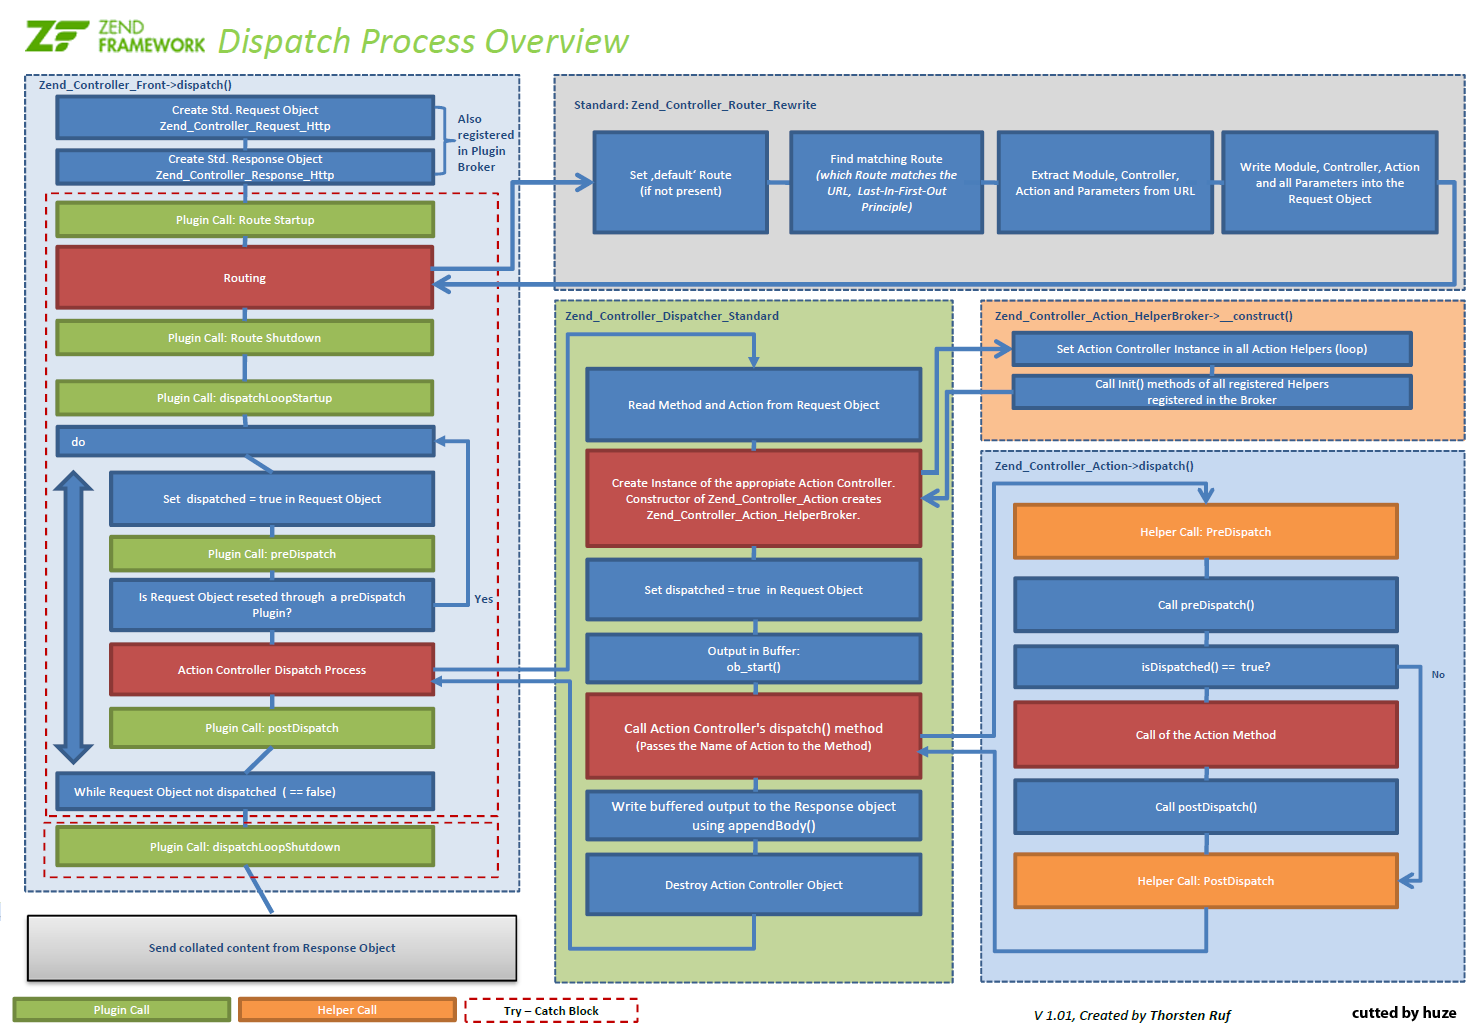 ZEND
FRAMEWORK
Dispatch Process Overview
Zend_Controller_Front->dispatch()
Create Std. Request Object
Zend_Controller_Request_Http
Create Std. Response Object
Zend_Controller_Response_Http
Also
registered
in Plugin
Broker
Plugin Call: Route Startup
Routing
Plugin Call: Route Shutdown
Plugin Call: dispatchLoopStartup
do
Set dispatched = true in Request Object
Plugin Call: preDispatch
Is Request Object reseted through a preDispatch
Plugin?
Yes
Action Controller Dispatch Process
Plugin Call: postDispatch
While Request Object not dispatched ( == false)
Plugin Call: dispatchLoopShutdown
Send collated content from Response Object
Standard: Zend_Controller_Router_Rewrite
Set ‚default‘ Route
(if not present)
Find matching Route
(which Route matches the
URL, Last-In-First-Out
Principle)
Extract Module, Controller,
Action and Parameters from URL
Write Module, Controller, Action
and all Parameters into the
Request Object
Zend_Controller_Dispatcher_Standard
Read Method and Action from Request Object
Create Instance of the appropiate Action Controller.
Constructor of Zend_Controller_Action creates
Zend_Controller_Action_HelperBroker.
Set dispatched = true in Request Object
Output in Buffer:
ob_start()
Call Action Controller's dispatch() method
(Passes the Name of Action to the Method)
Write buffered output to the Response object
using appendBody()
Destroy Action Controller Object
Zend_Controller_Action_HelperBroker->__construct()
Set Action Controller Instance in all Action Helpers (loop)
Call Init() methods of all registered Helpers
registered in the Broker
Zend_Controller_Action->dispatch()
Helper Call: PreDispatch
Call preDispatch()
isDispatched() == true?
No
Call of the Action Method
Call postDispatch()
Helper Call: PostDispatch
Plugin Call
Helper Call
Try – Catch Block
V 1.01, Created by Thorsten Ruf
cutted by huze